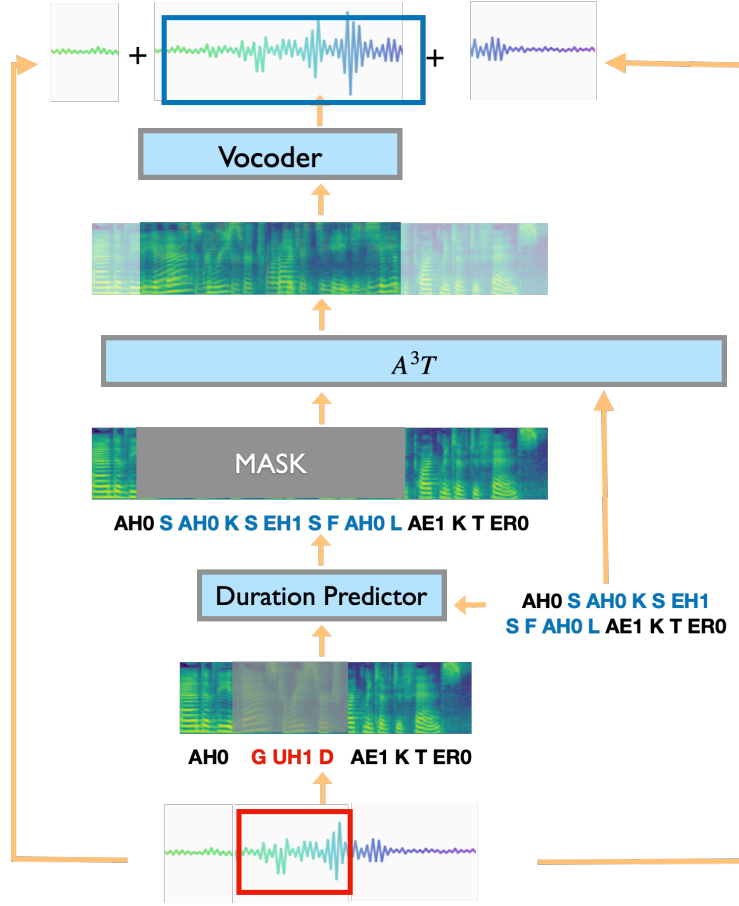 + +
Vocoder
A³T
MASK
AH0 S AH0 K S EH1 S F AH0 L AE1 K T ER0
Duration Predictor
AH0 S AH0 K S EH1
S F AH0 L AE1 K T ER0
AH0 G UH1 D AE1 K T ER0